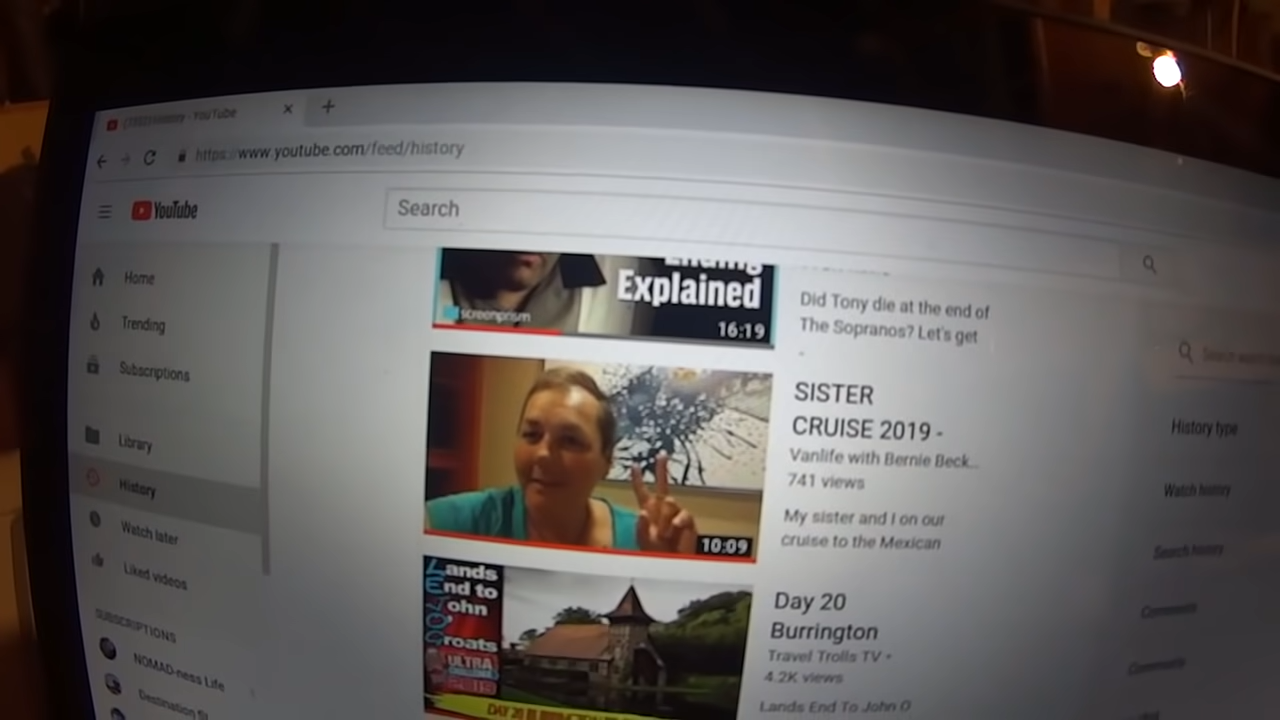 History - YouTube
https://www.youtube.com/feed/history
YouTube
Search
Home
Trending
Subscriptions
Library
History
Watch later
Liked videos
SUBSCRIPTIONS
NOMAD-ness Life
Explained
screenprism
16:19
Did Tony die at the end of
The Sopranos? Let's get
SISTER
CRUISE 2019 -
Vanlife with Bernie Beck...
741 views
My sister and I on our
cruise to the Mexican
10:09
Lands
End to
John
O'
Groats
ULTRA
2019
Day 20
Burrington
Travel Trolls TV •
4.2K views
Lands End To John O
History type
Watch history
Search history
Comments